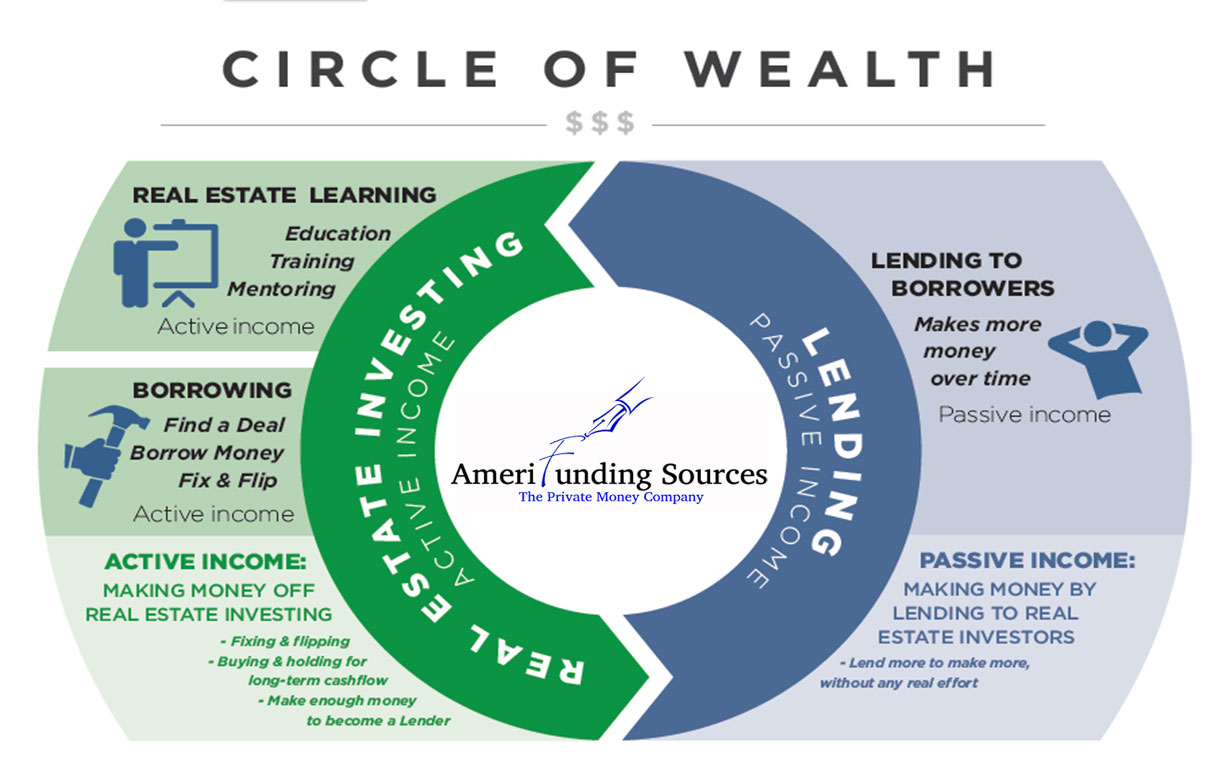 CIRCLE OF WEALTH
$$$
REAL ESTATE LEARNING
Education
Training
Mentoring
Active income
BORROWING
Find a Deal
Borrow Money
Fix & Flip
Active income
ACTIVE INCOME:
MAKING MONEY OFF
REAL ESTATE INVESTING
- Fixing & flipping
- Buying & holding for
long-term cashflow
- Make enough money
to become a Lender
REAL ESTATE INVESTING
ACTIVE INCOME
AmeriFunding Sources
The Private Money Company
LENDING
PASSIVE INCOME
LENDING TO
BORROWERS
Makes more
money
over time
Passive income
PASSIVE INCOME:
MAKING MONEY BY
LENDING TO REAL
ESTATE INVESTORS
- Lend more to make more,
without any real effort